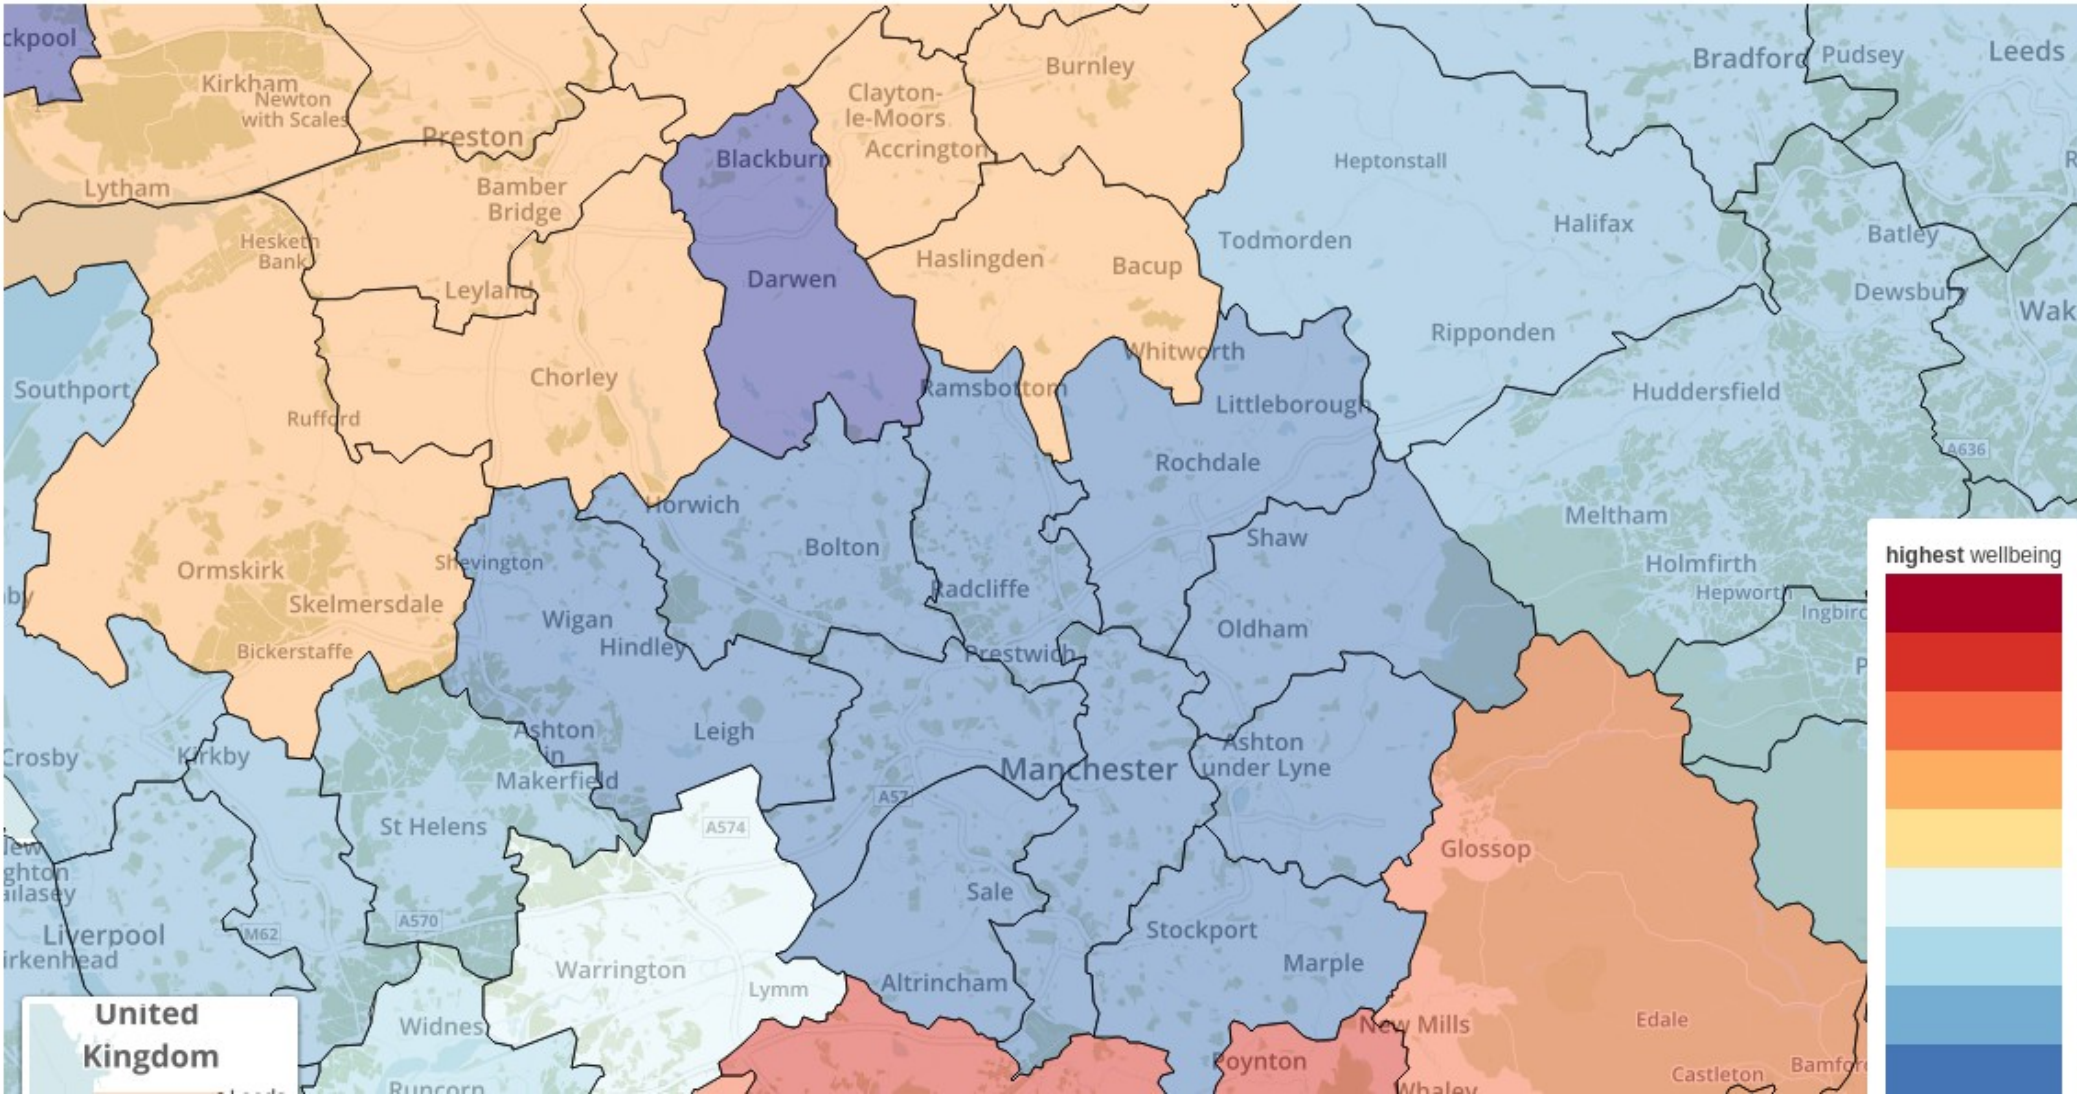 ckpool
Kirkham
Newton
with Scales
Preston
Lytham
Bamber
Bridge
Hesketh
Bank
Leyland
Southport
Rufford
Chorley
Blackburn
Darwen
Clayton-
le-Moors
Accrington
Burnley
Haslingden
Bacup
Whitworth
Ramsbottom
Heptonstall
Todmorden
Halifax
Ripponden
Littleborough
Rochdale
Bradford
Pudsey
Leeds
Batley
Dewsbury
Wak
Huddersfield
A636
Meltham
Holmfirth
Hepworth
Ingbirc
Horwich
Bolton
Shaw
Radcliffe
Oldham
Prestwich
Ormskirk
Skelmersdale
Bickerstaffe
Shevington
Wigan
Hindley
Leigh
Ashton
in
Makerfield
Crosby
Kirkby
St Helens
A574
A57
Manchester
Ashton
under Lyne
Glossop
Sale
Stockport
Marple
Altrincham
A570
M62
Liverpool
irkenhead
Warrington
Lymm
Widnes
Runcorn
New Mills
Poynton
Whaley
Edale
Castleton
Bamford
United
Kingdom
highest wellbeing